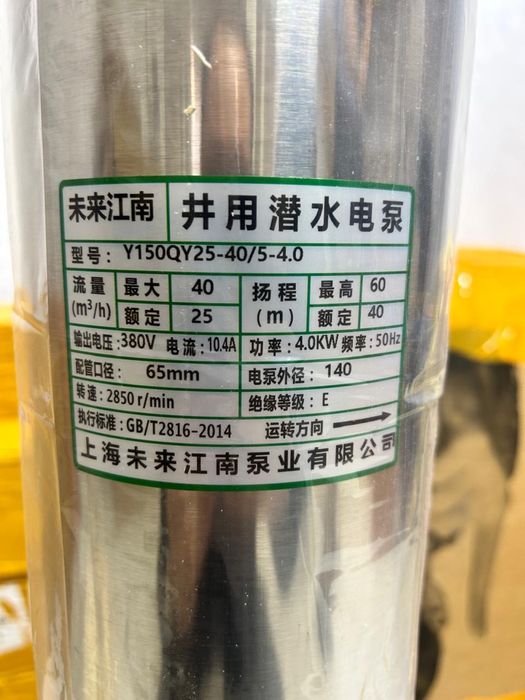 未来江南 井用潜水电泵
型号: Y150QY25-40/5-4.0
流量(m³/h) 最大 40 扬程(m) 最高 60
额定 25 额定 40
输出电压: 380V 电流: 10.4A 功率: 4.0KW 频率: 50Hz
配管口径: 65mm 电泵外径: 140
转速: 2850 r/min 绝缘等级: E
执行标准: GB/T2816-2014 运转方向
上海未来江南泵业有限公司